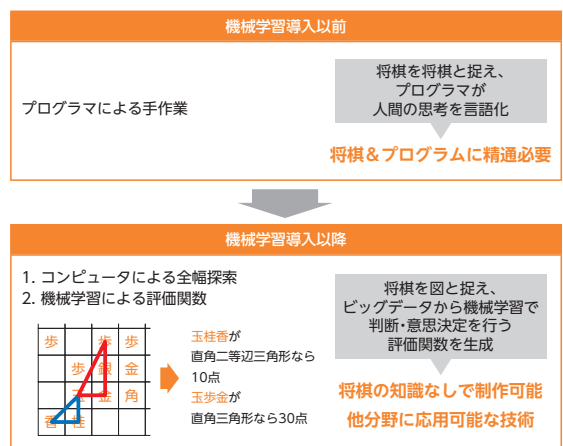 機械学習導入以前
プログラマによる手作業
将棋を将棋と捉え、
プログラマが
人間の思考を言語化
将棋＆プログラムに精通必要
機械学習導入以降
1. コンピュータによる全幅探索
2. 機械学習による評価関数
歩 歩 歩
歩 銀 金
玉 金 角
香 桂
玉桂香が
直角二等辺三角形なら
10点
玉歩金が
直角三角形なら30点
将棋を図と捉え、
ビッグデータから機械学習で
判断・意思決定を行う
評価関数を生成
将棋の知識なしで制作可能
他分野に応用可能な技術